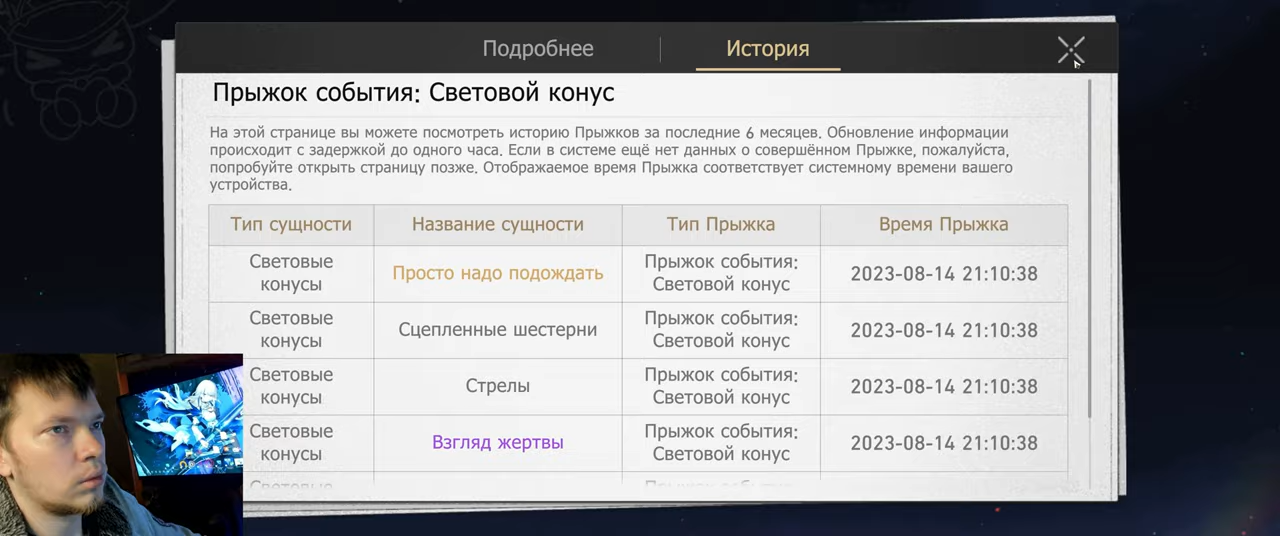 Подробнее
История
Прыжок события: Световой конус
На этой странице вы можете посмотреть историю Прыжков за последние 6 месяцев. Обновление информации
происходит с задержкой до одного часа. Если в системе ещё нет данных о совершённом Прыжке, пожалуйста,
попробуйте открыть страницу позже. Отображаемое время Прыжка соответствует системному времени вашего
устройства.
Тип сущности
Название сущности
Тип Прыжка
Время Прыжка
Световые
конусы
Просто надо подождать
Прыжок события:
Световой конус
2023-08-14 21:10:38
Световые
конусы
Сцепленные шестерни
Прыжок события:
Световой конус
2023-08-14 21:10:38
Световые
конусы
Стрелы
Прыжок события:
Световой конус
2023-08-14 21:10:38
Световые
конусы
Взгляд жертвы
Прыжок события:
Световой конус
2023-08-14 21:10:38